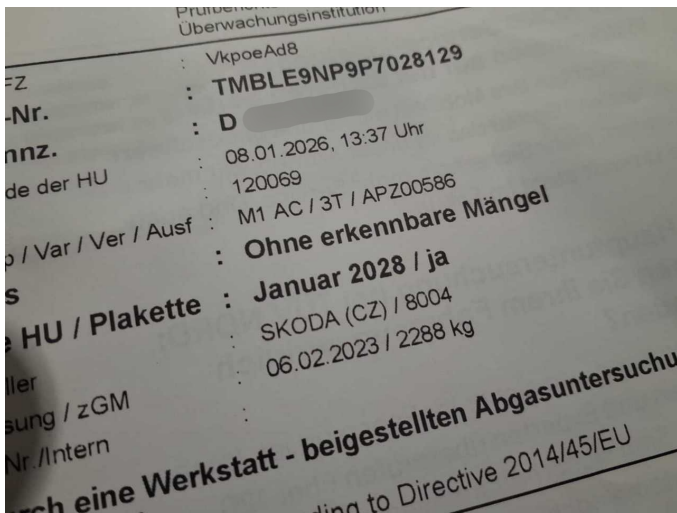 Überwachungsinstitution
FZ : VkpoeAd8
-Nr. : TMBLE9NP9P7028129
nnz. : D
de der HU : 08.01.2026, 13:37 Uhr
120069
p / Var / Ver / Ausf : M1 AC / 3T / APZ00586
s : Ohne erkennbare Mängel
e HU / Plakette : Januar 2028 / ja
ller : SKODA (CZ) / 8004
sung / zGM : 06.02.2023 / 2288 kg
Nr./Intern :
rch eine Werkstatt - beigestellten Abgasuntersuchu
ding to Directive 2014/45/EU